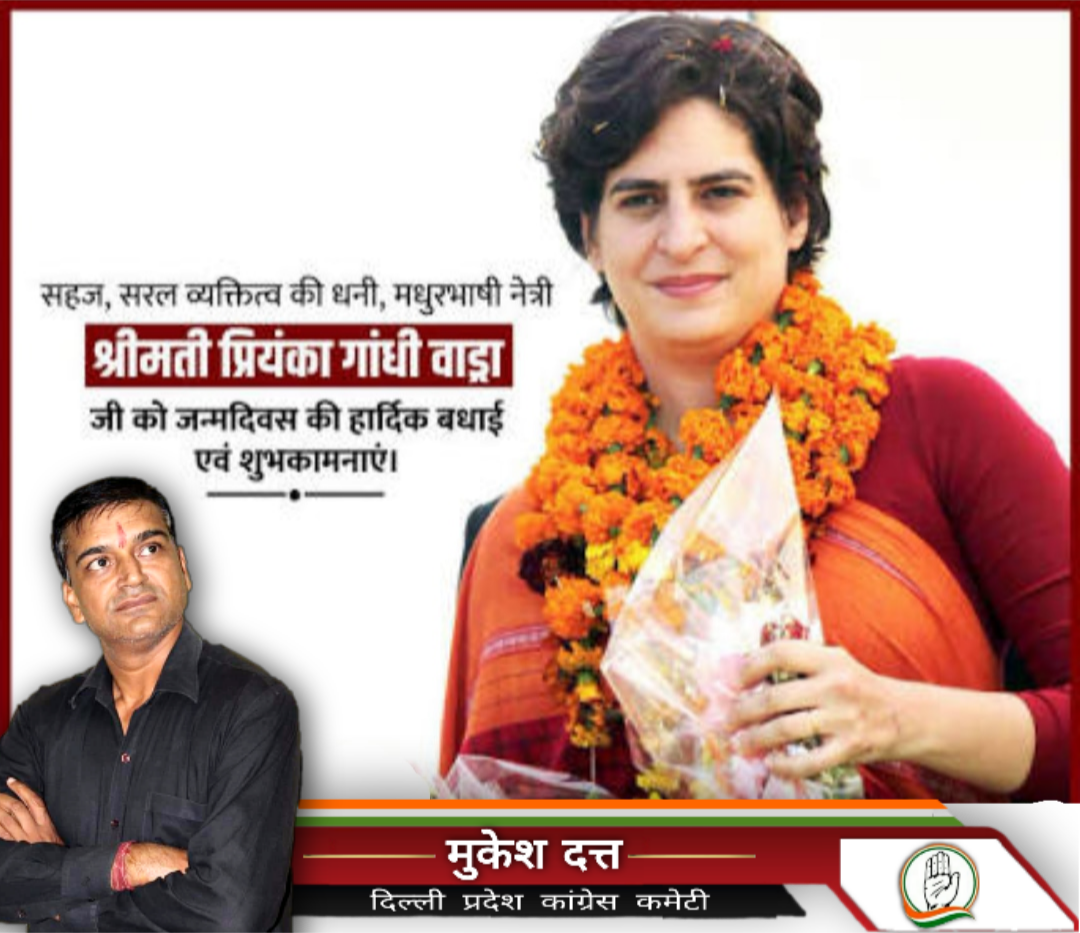 सहज, सरल व्यक्तित्व की धनी, मधुरभाषी नेत्री
श्रीमती प्रियंका गांधी वाड्रा
जी को जन्मदिवस की हार्दिक बधाई
एवं शुभकामनाएं।
मुकेश दत्त
दिल्ली प्रदेश कांग्रेस कमेटी